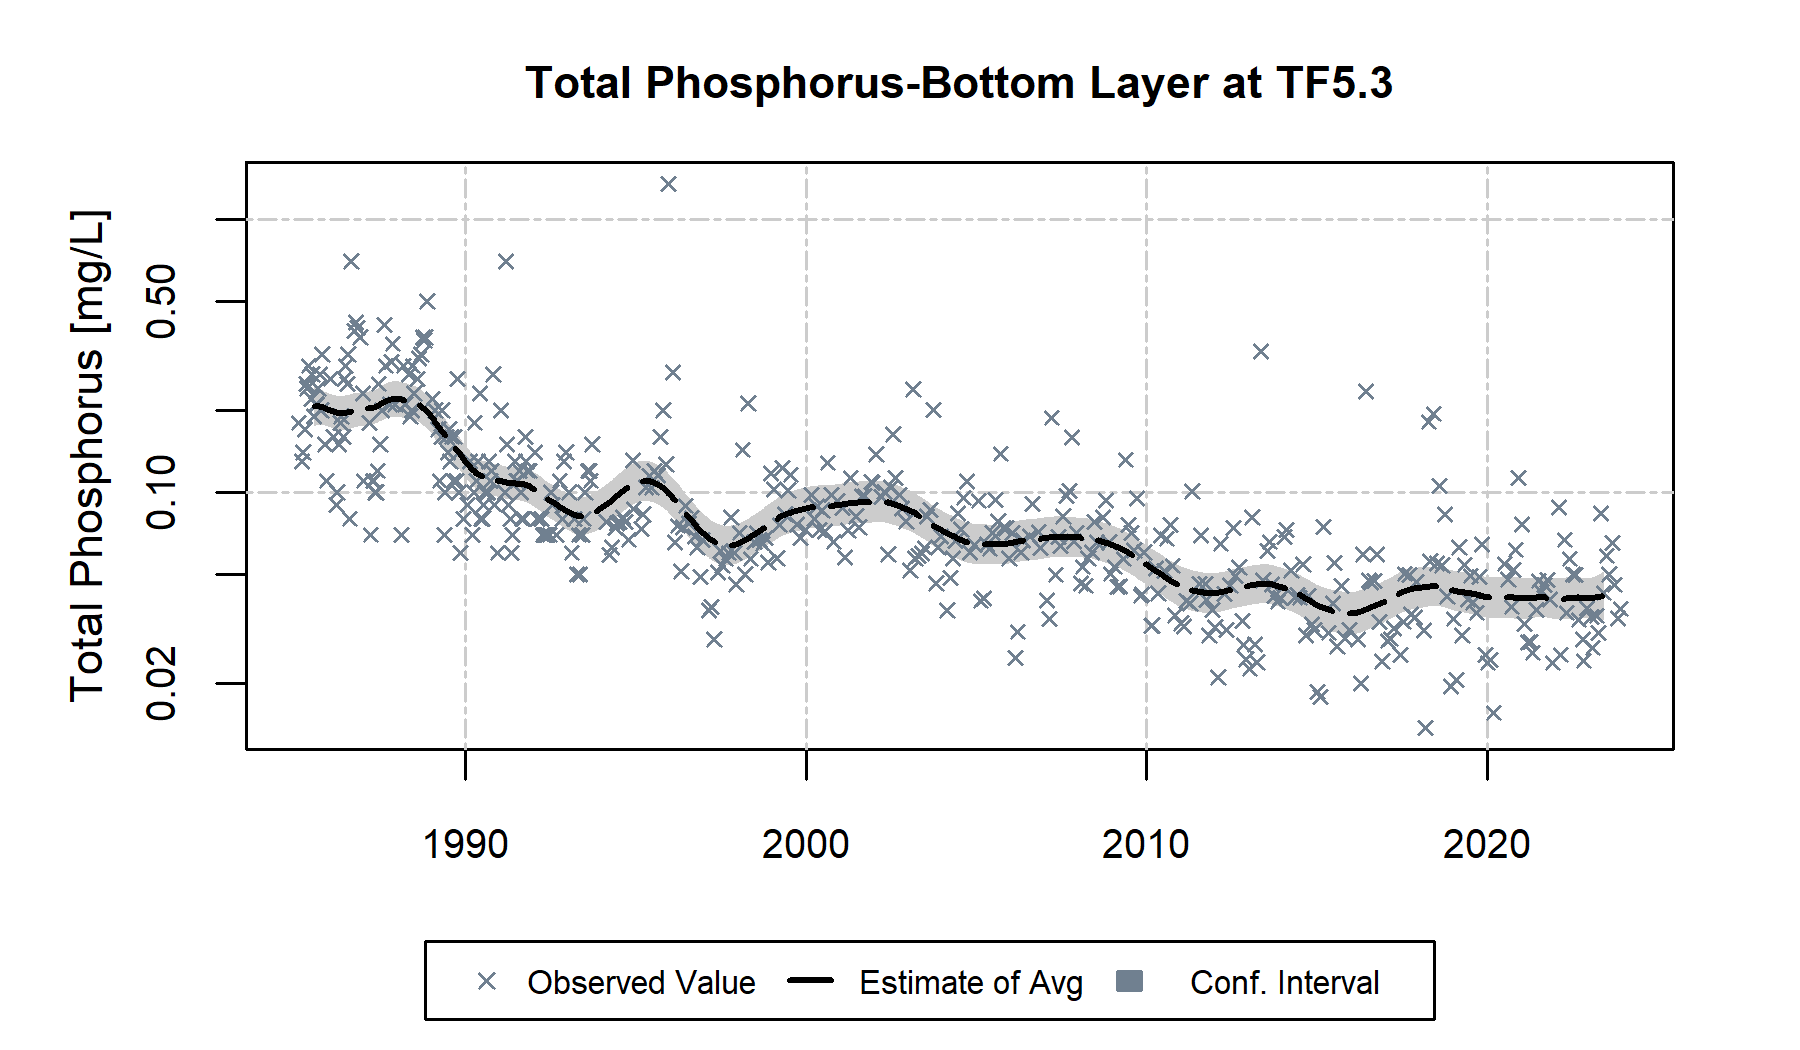 Total Phosphorus-Bottom Layer at TF5.3
Total Phosphorus [mg/L]
0.50
0.10
0.02
1990 2000 2010 2020
Observed Value Estimate of Avg Conf. Interval